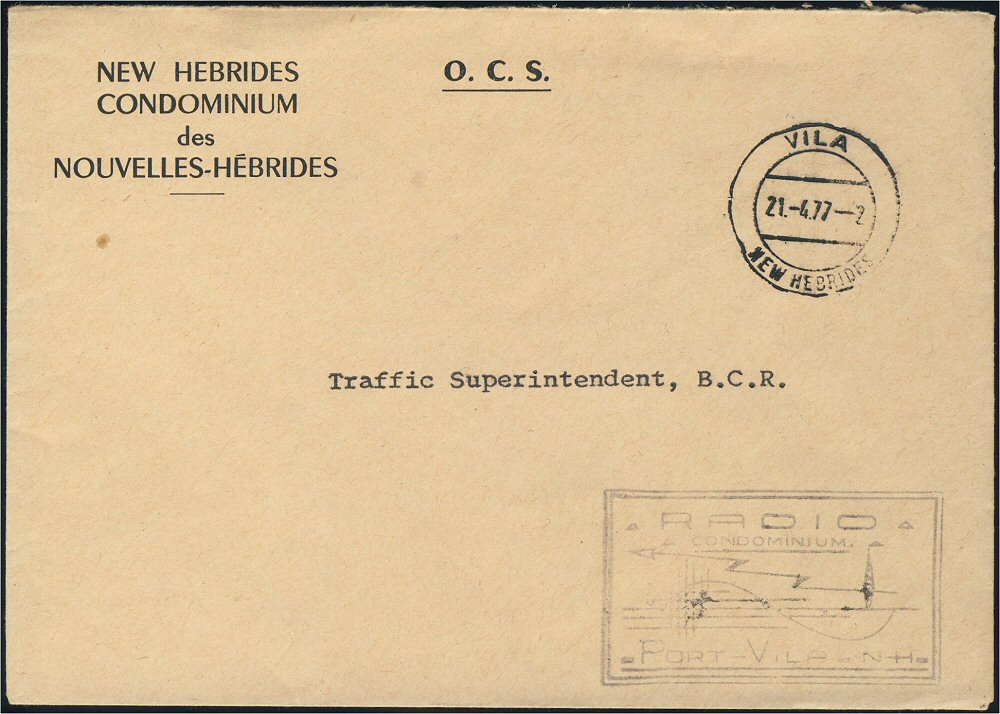 NEW HEBRIDES
CONDOMINIUM
des
NOUVELLES-HÉBRIDES
O. C. S.
VILA
21.-4.77--2
NEW HEBRIDES
Traffic Superintendent, B.C.R.
RADIO
CONDOMINIUM.
PORT-VILA N-H